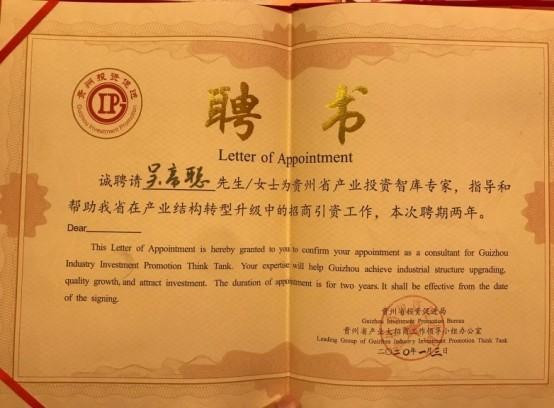 贵州投资促进
IPG
Guizhou Investment Promotion
聘 书
Letter of Appointment
诚聘请吴帝聪先生/女士为贵州省产业投资智库专家，指导和
帮助我省在产业结构转型升级中的招商引资工作，本次聘期两年。
Dear
This Letter of Appointment is hereby granted to you to confirm your appointment as a consultant for Guizhou
Industry Investment Promotion Think Tank. Your expertise will help Guizhou achieve industrial structure upgrading,
quality growth, and attract investment. The duration of appointment is for two years. It shall be effective from the date
of the signing.
贵州省投资促进局
Guizhou Investment Promotion Bureau
贵州省产业大招商工作领导小组办公室
Leading Group of Guizhou Industry Investment Promotion Think Tank
二〇二〇年一月三日